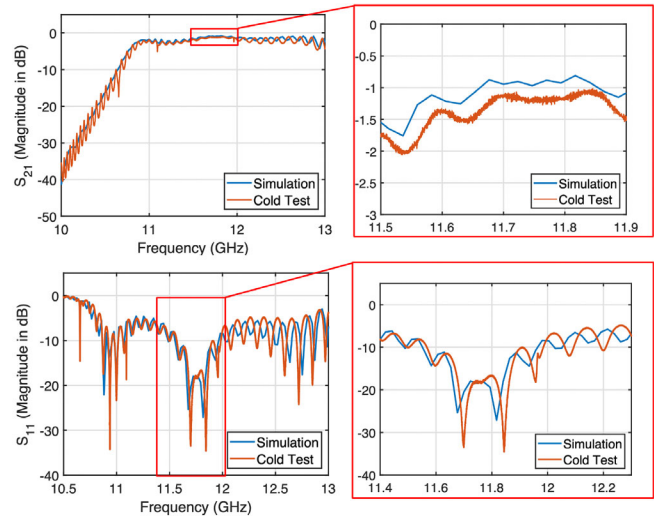 0
-10
-20
-30
-40
-50
S21 (Magnitude in dB)
Simulation
Cold Test
10 11 12 13
Frequency (GHz)
0
-0.5
-1
-1.5
-2
-2.5
-3
Simulation
Cold Test
11.5 11.6 11.7 11.8 11.9
0
-10
-20
-30
-40
S11 (Magnitude in dB)
Simulation
Cold Test
10.5 11 11.5 12 12.5 13
Frequency (GHz)
0
-10
-20
-30
-40
Simulation
Cold Test
11.4 11.6 11.8 12 12.2